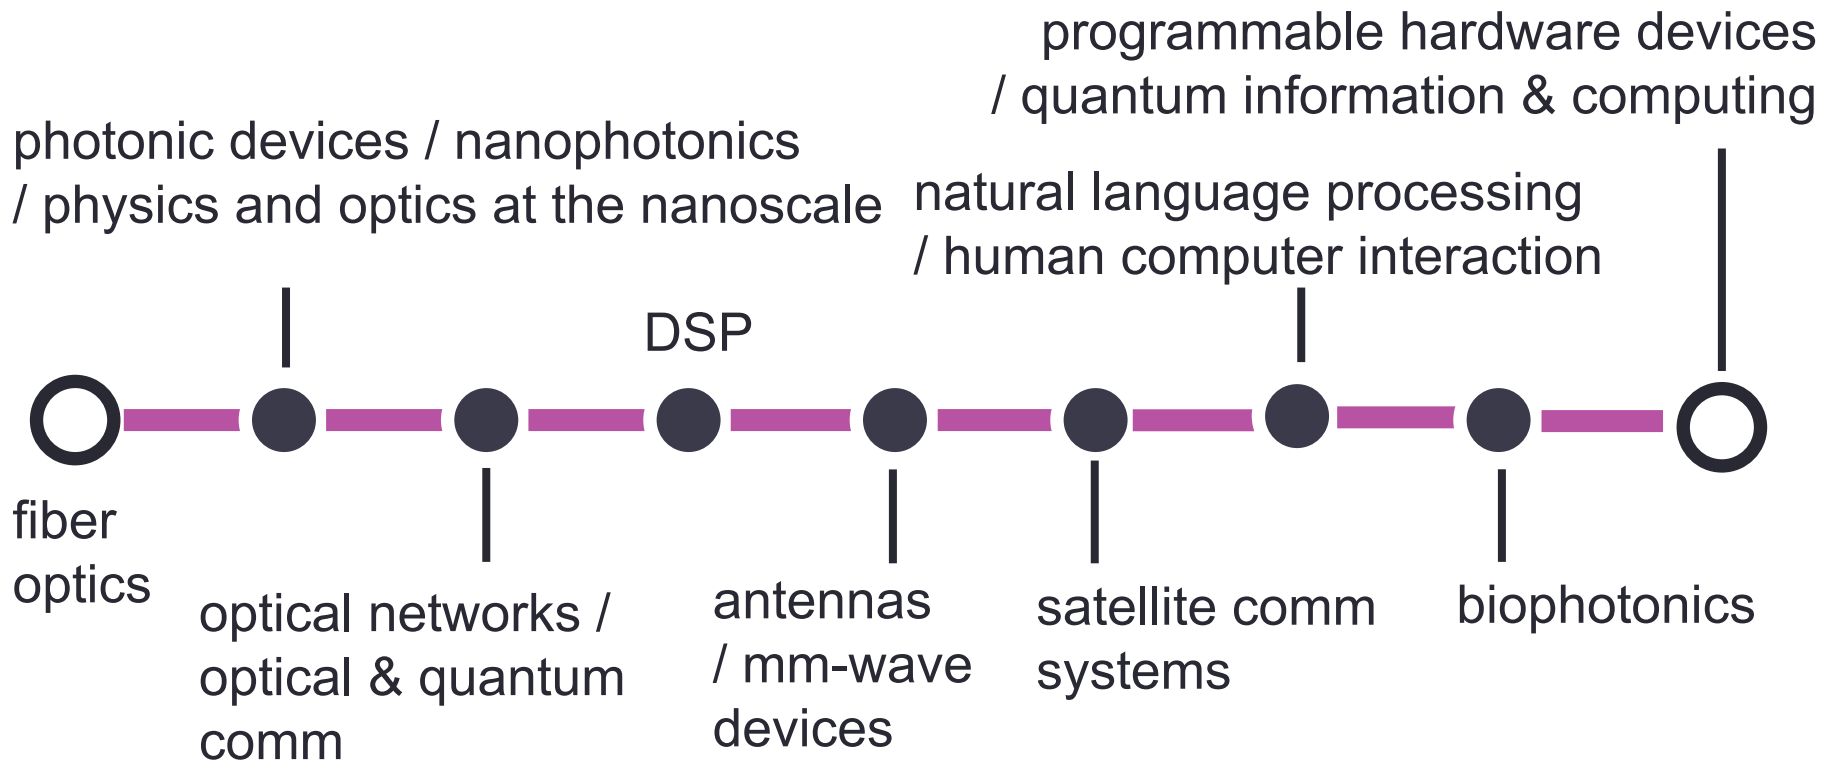 programmable hardware devices
/ quantum information & computing
photonic devices / nanophotonics
/ physics and optics at the nanoscale
natural language processing
/ human computer interaction
DSP
fiber
optics
optical networks /
optical & quantum
comm
antennas
/ mm-wave
devices
satellite comm
systems
biophotonics